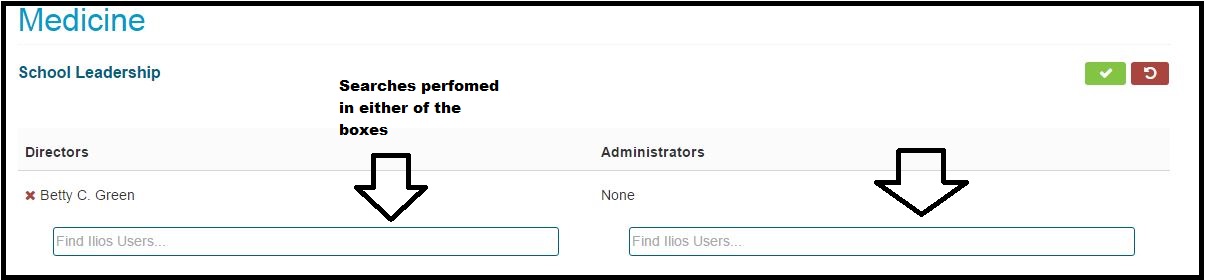 Medicine
School Leadership
Searches perfomed
in either of the
boxes
Directors
Administrators
Betty C. Green
None
Find Ilios Users...
Find Ilios Users...